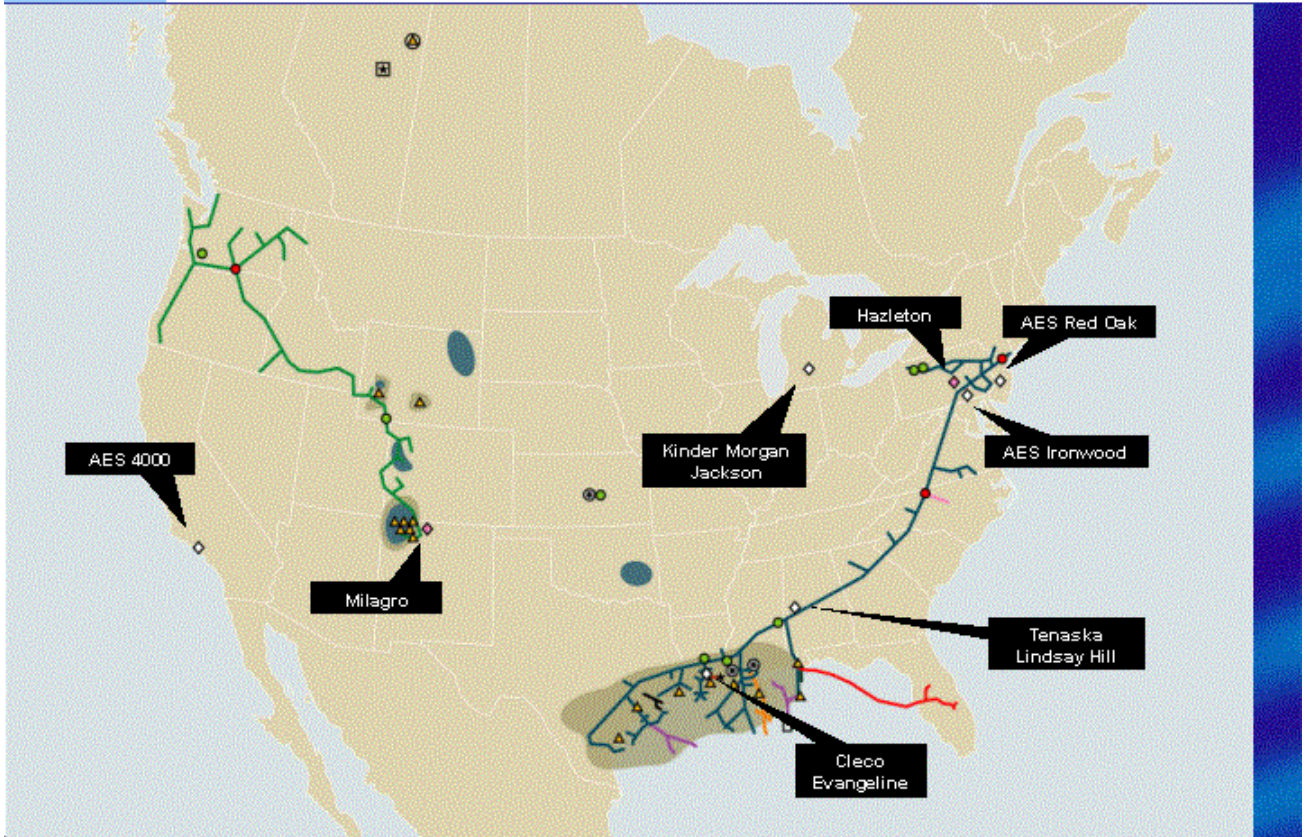 Hazleton
AES Red Oak
Kinder Morgan
Jackson
AES Ironwood
AES 4000
Milagro
Tenaska
Lindsay Hill
Cleco
Evangeline